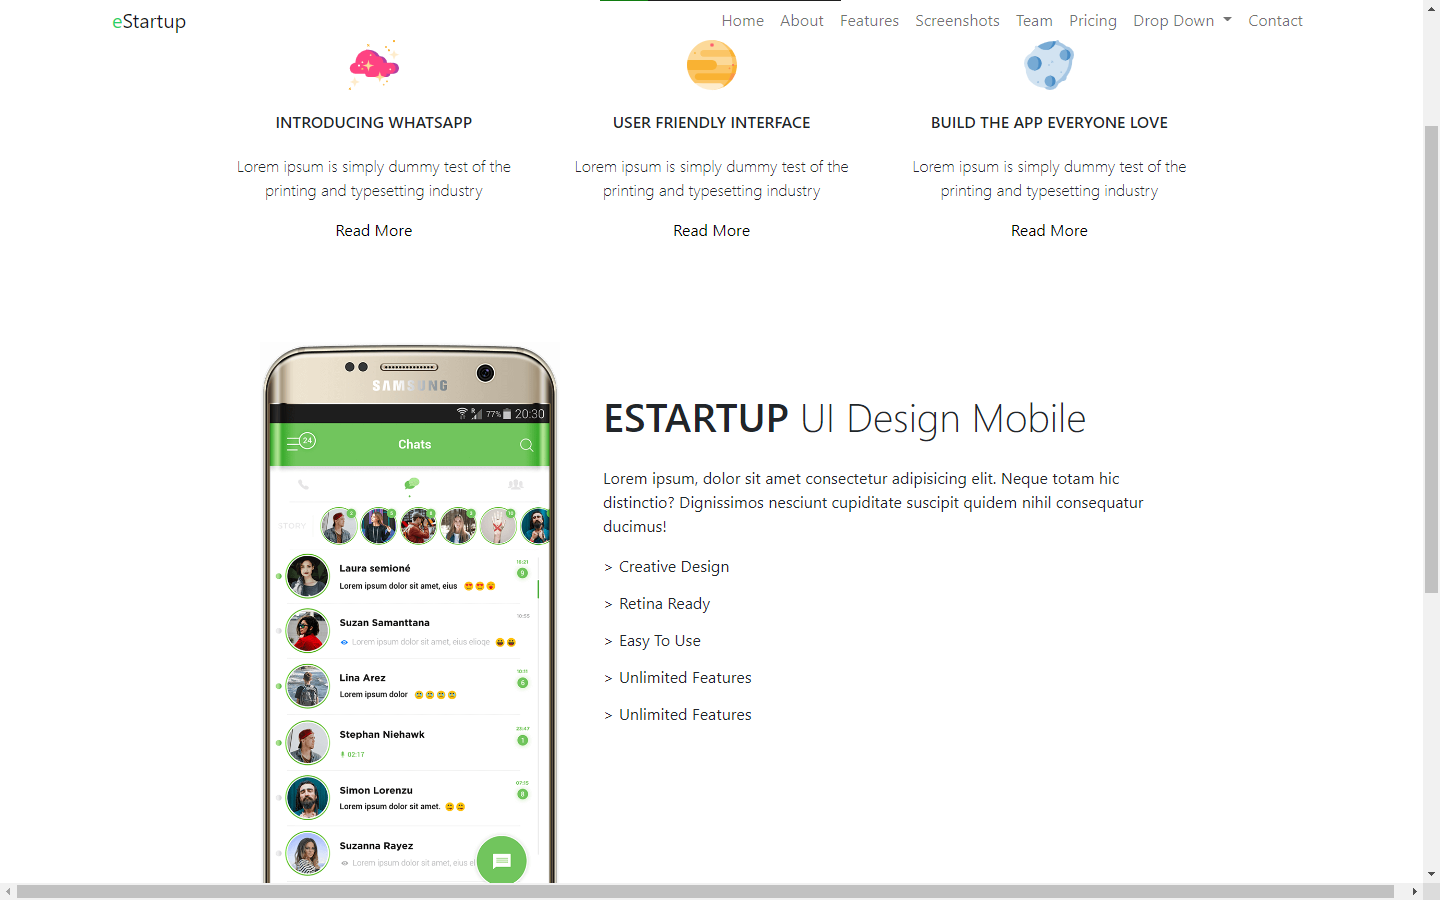 eStartup
Home About Features Screenshots Team Pricing Drop Down Contact
INTRODUCING WHATSAPP
Lorem ipsum is simply dummy test of the
printing and typesetting industry
Read More
USER FRIENDLY INTERFACE
Lorem ipsum is simply dummy test of the
printing and typesetting industry
Read More
BUILD THE APP EVERYONE LOVE
Lorem ipsum is simply dummy test of the
printing and typesetting industry
Read More
SAMSUNG
77% 20:30
24 Chats
STORY
Laura semioné
Lorem ipsum dolor sit amet, eius
9
Suzan Samanttana
Lorem ipsum dolor sit amet, eius elioqe
Lina Arez
Lorem ipsum dolor
6
Stephan Niehawk
02:17
1
Simon Lorenzu
Lorem ipsum dolor sit amet.
8
Suzanna Rayez
Lorem ipsum dolor sit amet, eius el
ESTARTUP UI Design Mobile
Lorem ipsum, dolor sit amet consectetur adipisicing elit. Neque totam hic
distinctio? Dignissimos nesciunt cupiditate suscipit quidem nihil consequatur
ducimus!
> Creative Design
> Retina Ready
> Easy To Use
> Unlimited Features
> Unlimited Features